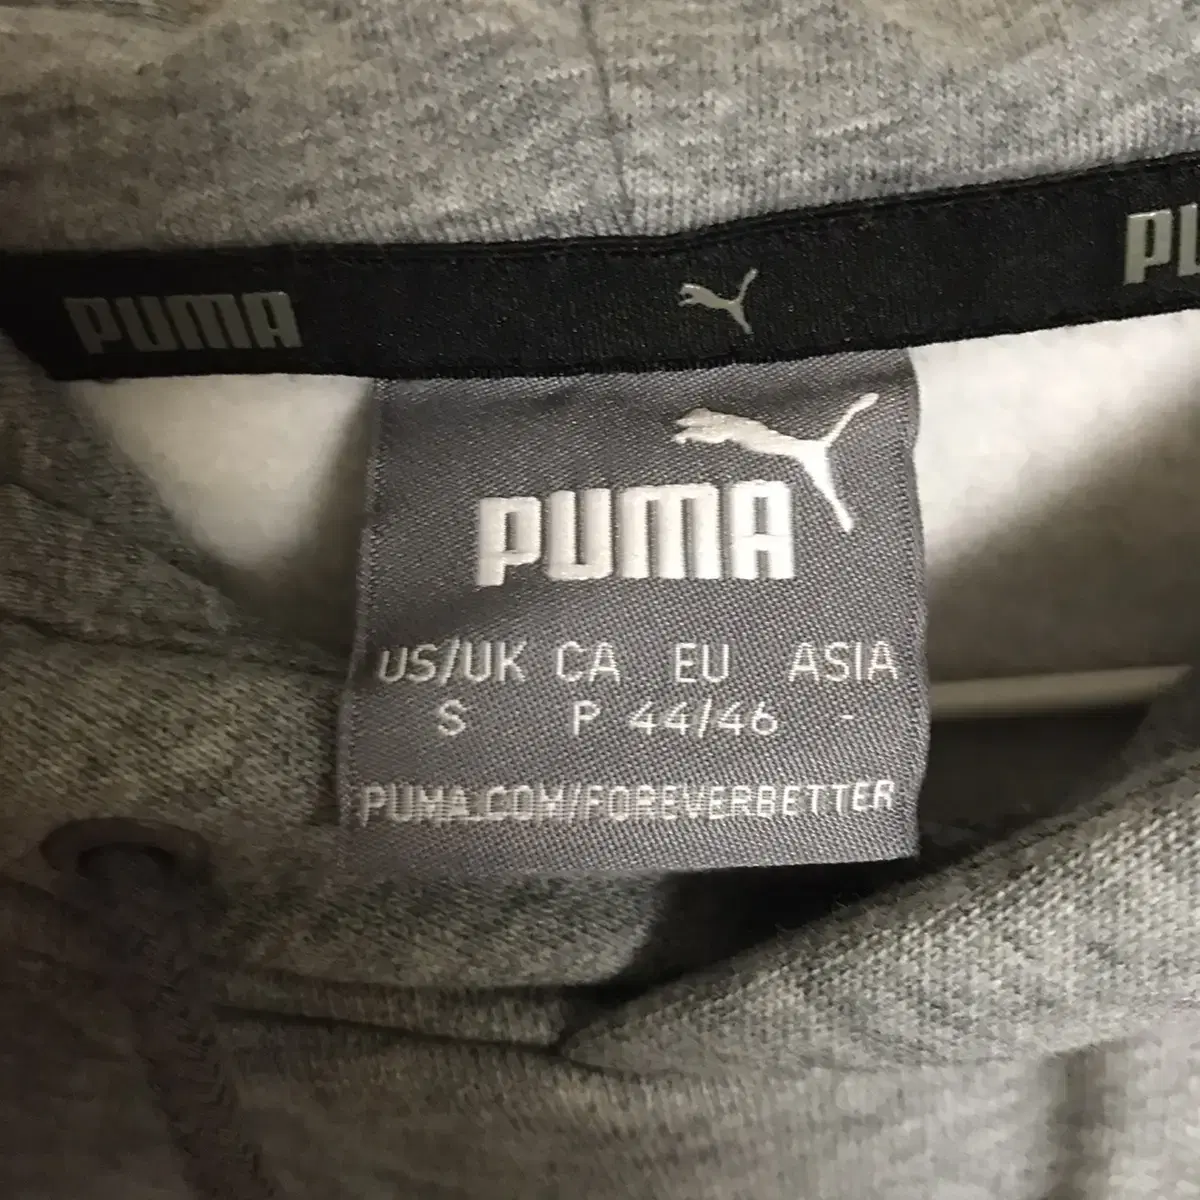 PUMA PU
PUMA
US/UK CA EU ASIA
S P 44/46 -
PUMA.COM/FOREVERBETTER